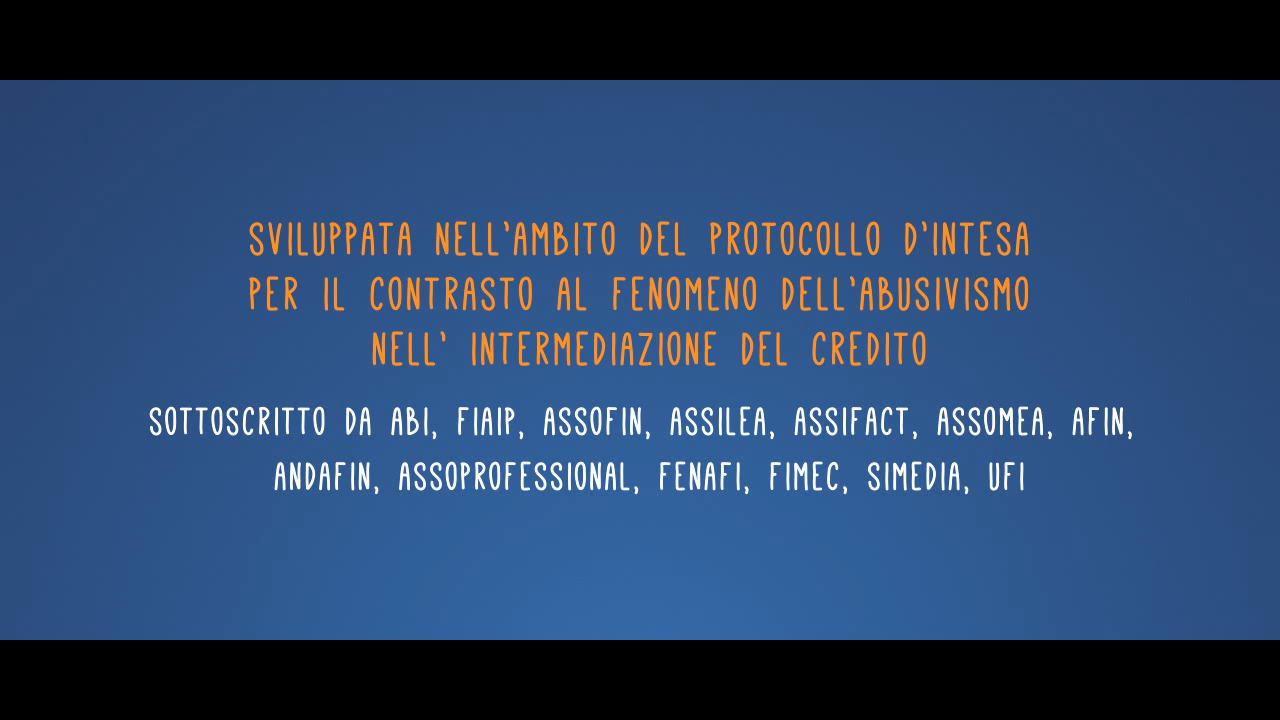 SVILUPPATA NELL'AMBITO DEL PROTOCOLLO D'INTESA
PER IL CONTRASTO AL FENOMENO DELL'ABUSIVISMO
NELL' INTERMEDIAZIONE DEL CREDITO
SOTTOSCRITTO DA ABI, FIAIP, ASSOFIN, ASSILEA, ASSIFACT, ASSOMEA, AFIN,
ANDAFIN, ASSOPROFESSIONAL, FENAFI, FIMEC, SIMEDIA, UFI